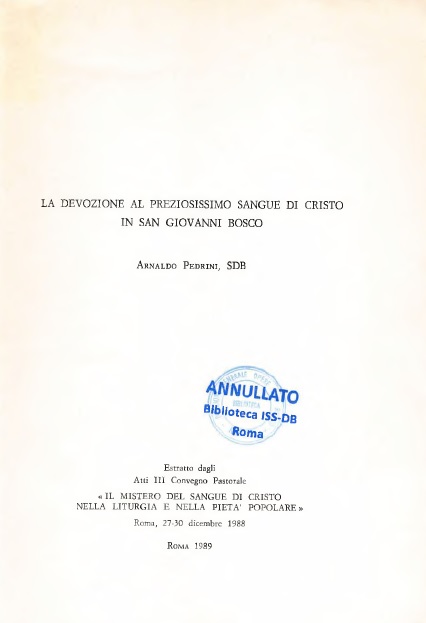 LA DEVOZIONE AL PREZIOSISSIMO SANGUE DI CRISTO
IN SAN GIOVANNI BOSCO
ARNALDO PEDRINI, SDB
ANNULLATO
Biblioteca ISS-DB
Roma
Estratto dagli
Atti III Convegno Pastorale
« IL MISTERO DEL SANGUE DI CRISTO
NELLA LITURGIA E NELLA PIETA' POPOLARE »
Roma, 27-30 dicembre 1988
ROMA 1989